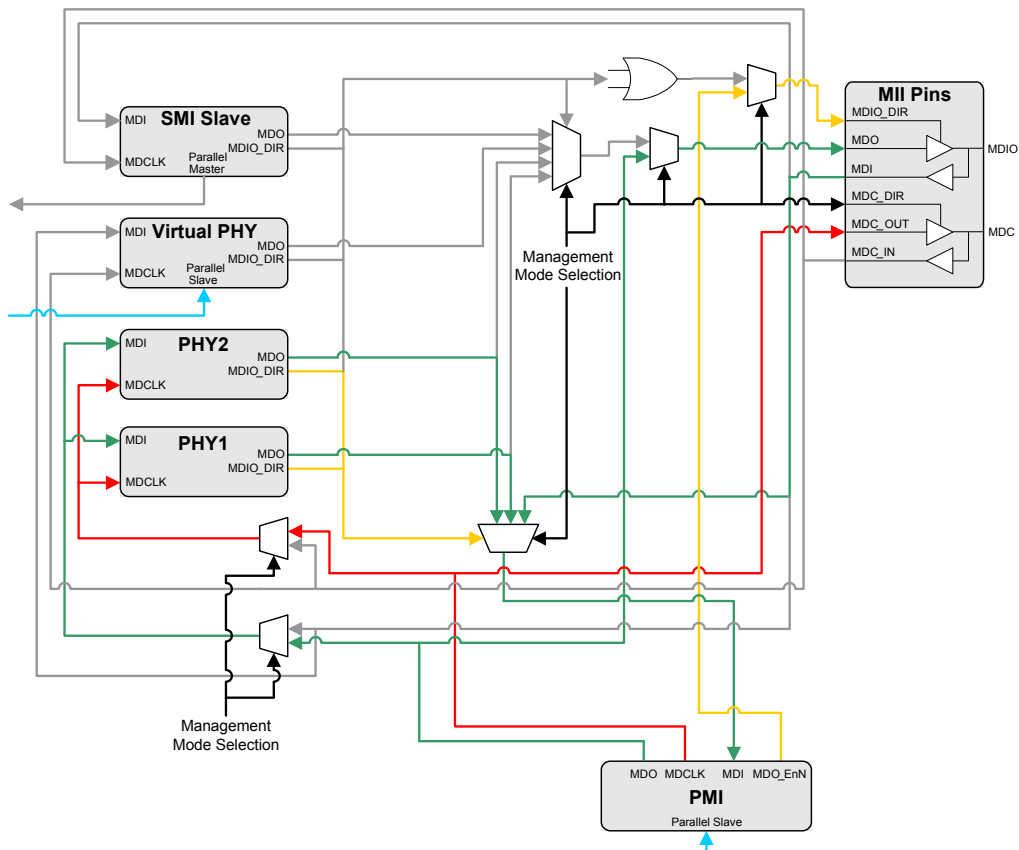 MII Pins
MDIO_DIR
MDO
MDI
MDC_DIR
MDC_OUT
MDC_IN
MDIO
MDC
SMI Slave
MDI
MDCLK
MDO
MDIO_DIR
Parallel
Master
Virtual PHY
MDI
MDCLK
MDO
MDIO_DIR
Parallel
Slave
Management
Mode Selection
PHY2
MDI
MDCLK
MDO
MDIO_DIR
PHY1
MDI
MDCLK
MDO
MDIO_DIR
Management
Mode Selection
MDO
MDCLK
MDI
MDO_EnN
PMI
Parallel Slave